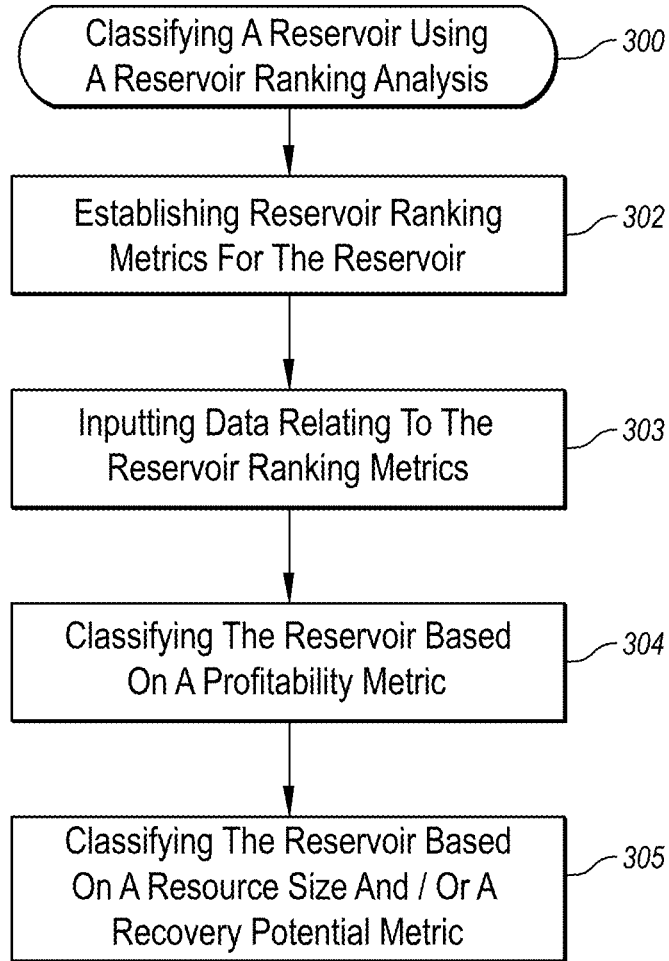 Classifying A Reservoir Using
A Reservoir Ranking Analysis
300
Establishing Reservoir Ranking
Metrics For The Reservoir
302
Inputting Data Relating To The
Reservoir Ranking Metrics
303
Classifying The Reservoir Based
On A Profitability Metric
304
Classifying The Reservoir Based
On A Resource Size And / Or A
Recovery Potential Metric
305